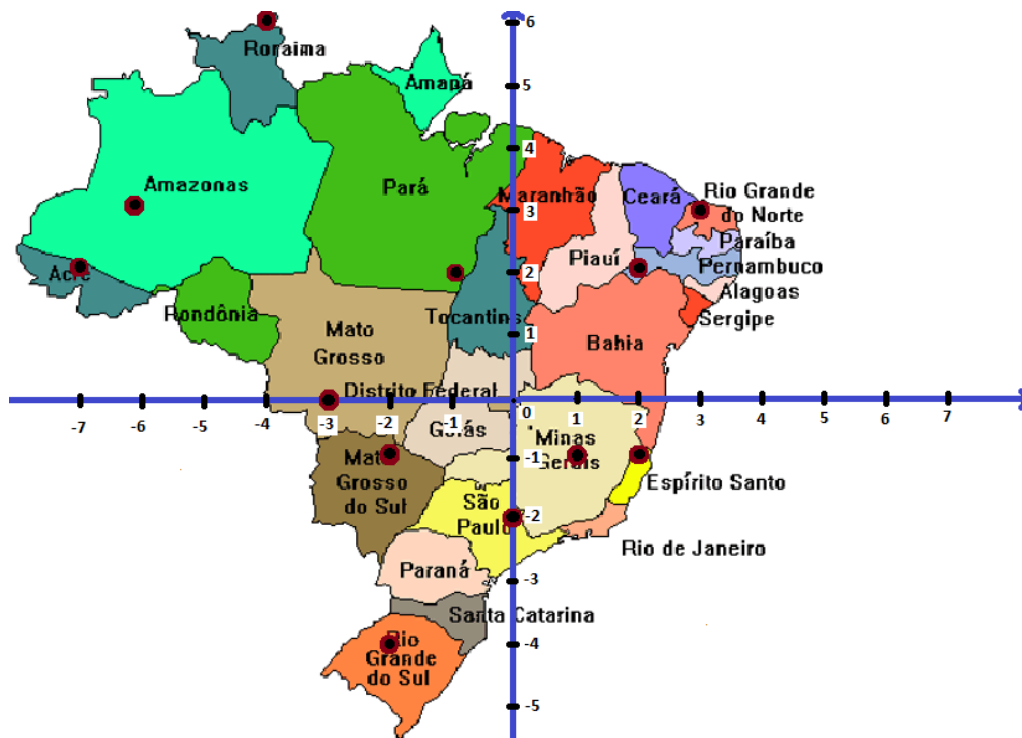 6
Roraima
Amapá
5
4
Amazonas
Pará
Maranhão
Ceará
Rio Grande
do Norte
3
Paraíba
Piauí
Pernambuco
Acre
2
Alagoas
Rondônia
Tocantins
Sergipe
Mato
Grosso
1
Bahia
Distrito Federal
-7 -6 -5 -4 -3 -2 -1 0 1 2 3 4 5 6 7
Goiás
Minas
Gerais
-1
Mato
Grosso
do Sul
Espírito Santo
São
Paulo
-2
Rio de Janeiro
Paraná
-3
Santa Catarina
Rio
Grande
do Sul
-4
-5